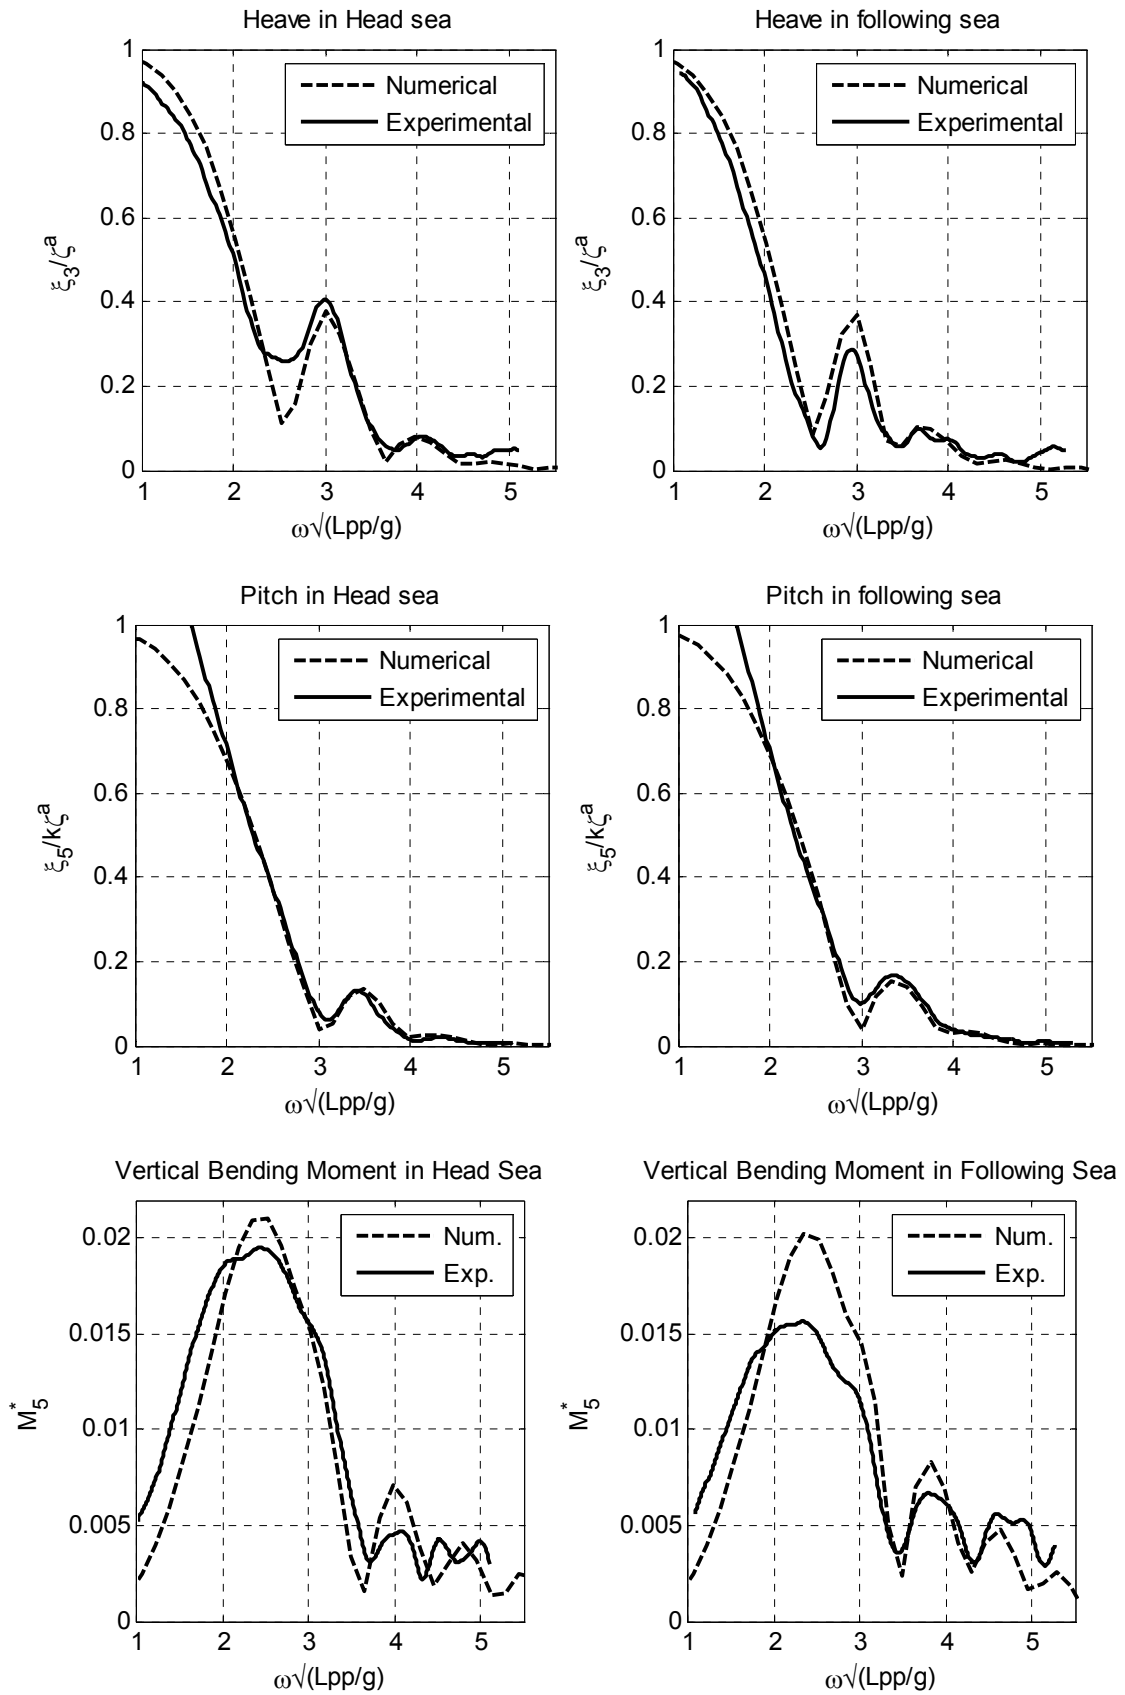 Heave in Head sea
1
0.8
0.6
0.4
0.2
0
ξ3/ζa
Numerical
Experimental
1 2 3 4 5
ω√(Lpp/g)
Heave in following sea
1
0.8
0.6
0.4
0.2
0
ξ3/ζa
Numerical
Experimental
1 2 3 4 5
ω√(Lpp/g)
Pitch in Head sea
1
0.8
0.6
0.4
0.2
0
ξ5/kζa
Numerical
Experimental
1 2 3 4 5
ω√(Lpp/g)
Pitch in following sea
1
0.8
0.6
0.4
0.2
0
ξ5/kζa
Numerical
Experimental
1 2 3 4 5
ω√(Lpp/g)
Vertical Bending Moment in Head Sea
0.02
0.015
0.01
0.005
0
M5*
Num.
Exp.
1 2 3 4 5
ω√(Lpp/g)
Vertical Bending Moment in Following Sea
0.02
0.015
0.01
0.005
0
M5*
Num.
Exp.
1 2 3 4 5
ω√(Lpp/g)